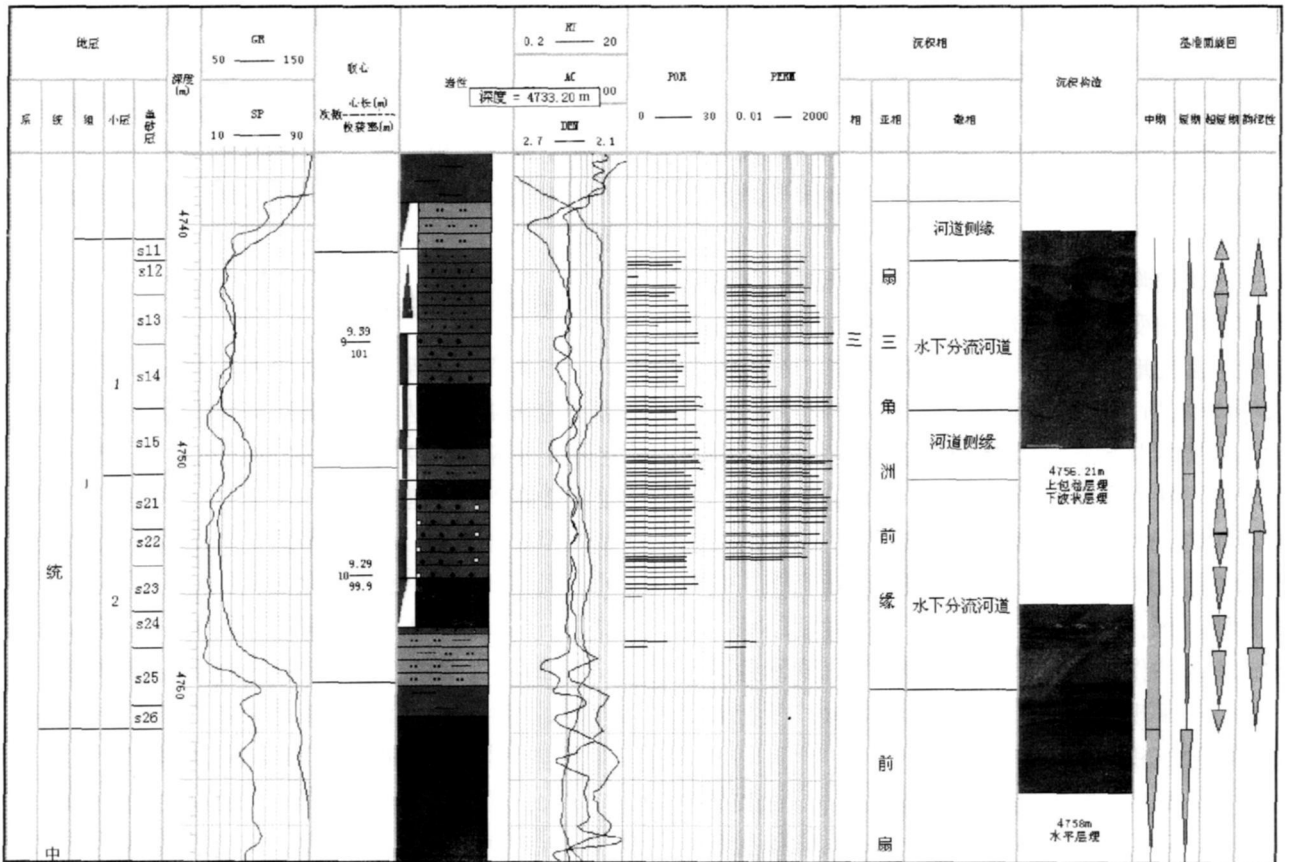 地层
系
统
组
小层
单砂层
深度
(m)
GR
50 150
SP
10 90
取心
次数
心长(m)
收获率(m)
岩性
RT
0.2 20
AC
00
深度 = 4733.20 m
DEN
2.7 2.1
POR
0 30
PERM
0.01 2000
沉积相
相
亚相
微相
沉积构造
基准面旋回
中期
短期
超短期
韵律性
4740
4750
4760
s11
s12
s13
s14
s15
s21
s22
s23
s24
s25
s26
1
2
统
中
9.39
9
101
9.29
10
99.9
三
扇
三
角
洲
前
缘
前
扇
河道侧缘
水下分流河道
河道侧缘
水下分流河道
4756.21m
上包卷层理
下波状层理
4758m
水平层理